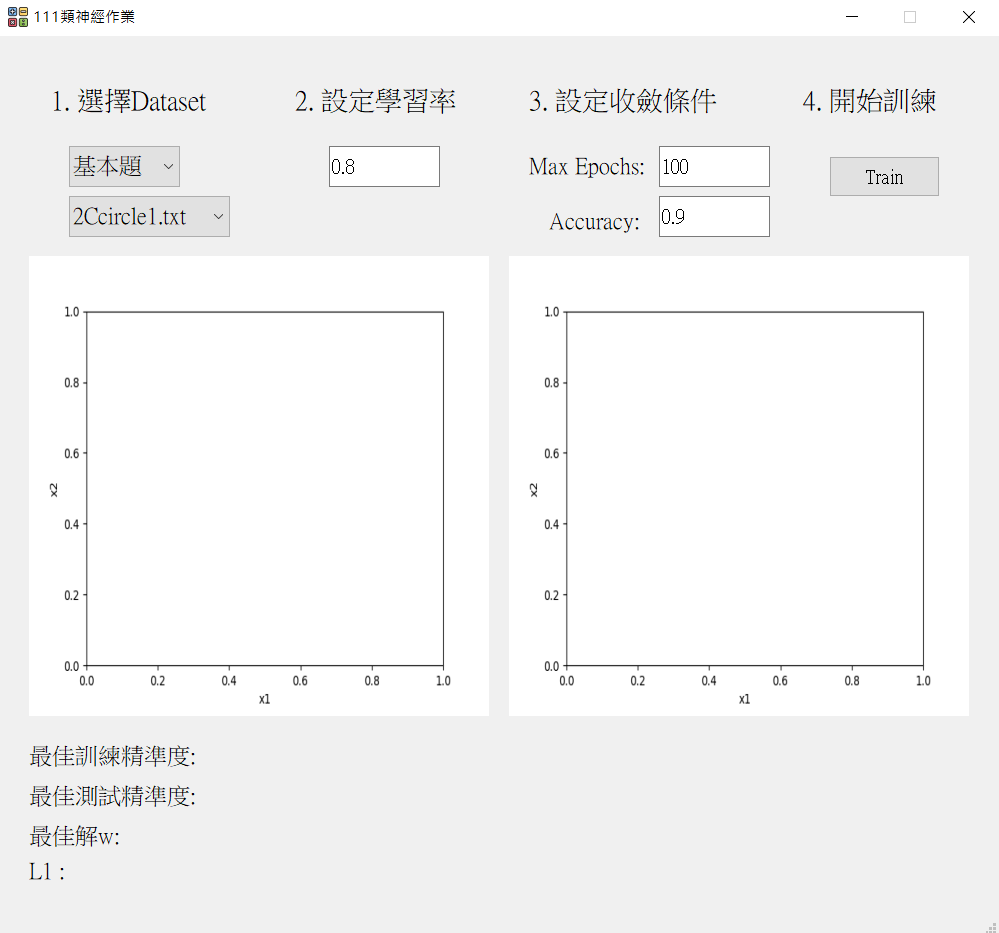 111類神經作業
1. 選擇Dataset
2. 設定學習率
3. 設定收斂條件
4. 開始訓練
基本題
2Ccircle1.txt
0.8
Max Epochs: 100
Accuracy: 0.9
Train
1.0
0.8
0.6
0.4
0.2
0.0
x2
0.0 0.2 0.4 0.6 0.8 1.0
x1
1.0
0.8
0.6
0.4
0.2
0.0
x2
0.0 0.2 0.4 0.6 0.8 1.0
x1
最佳訓練精準度:
最佳測試精準度:
最佳解w:
L1 :